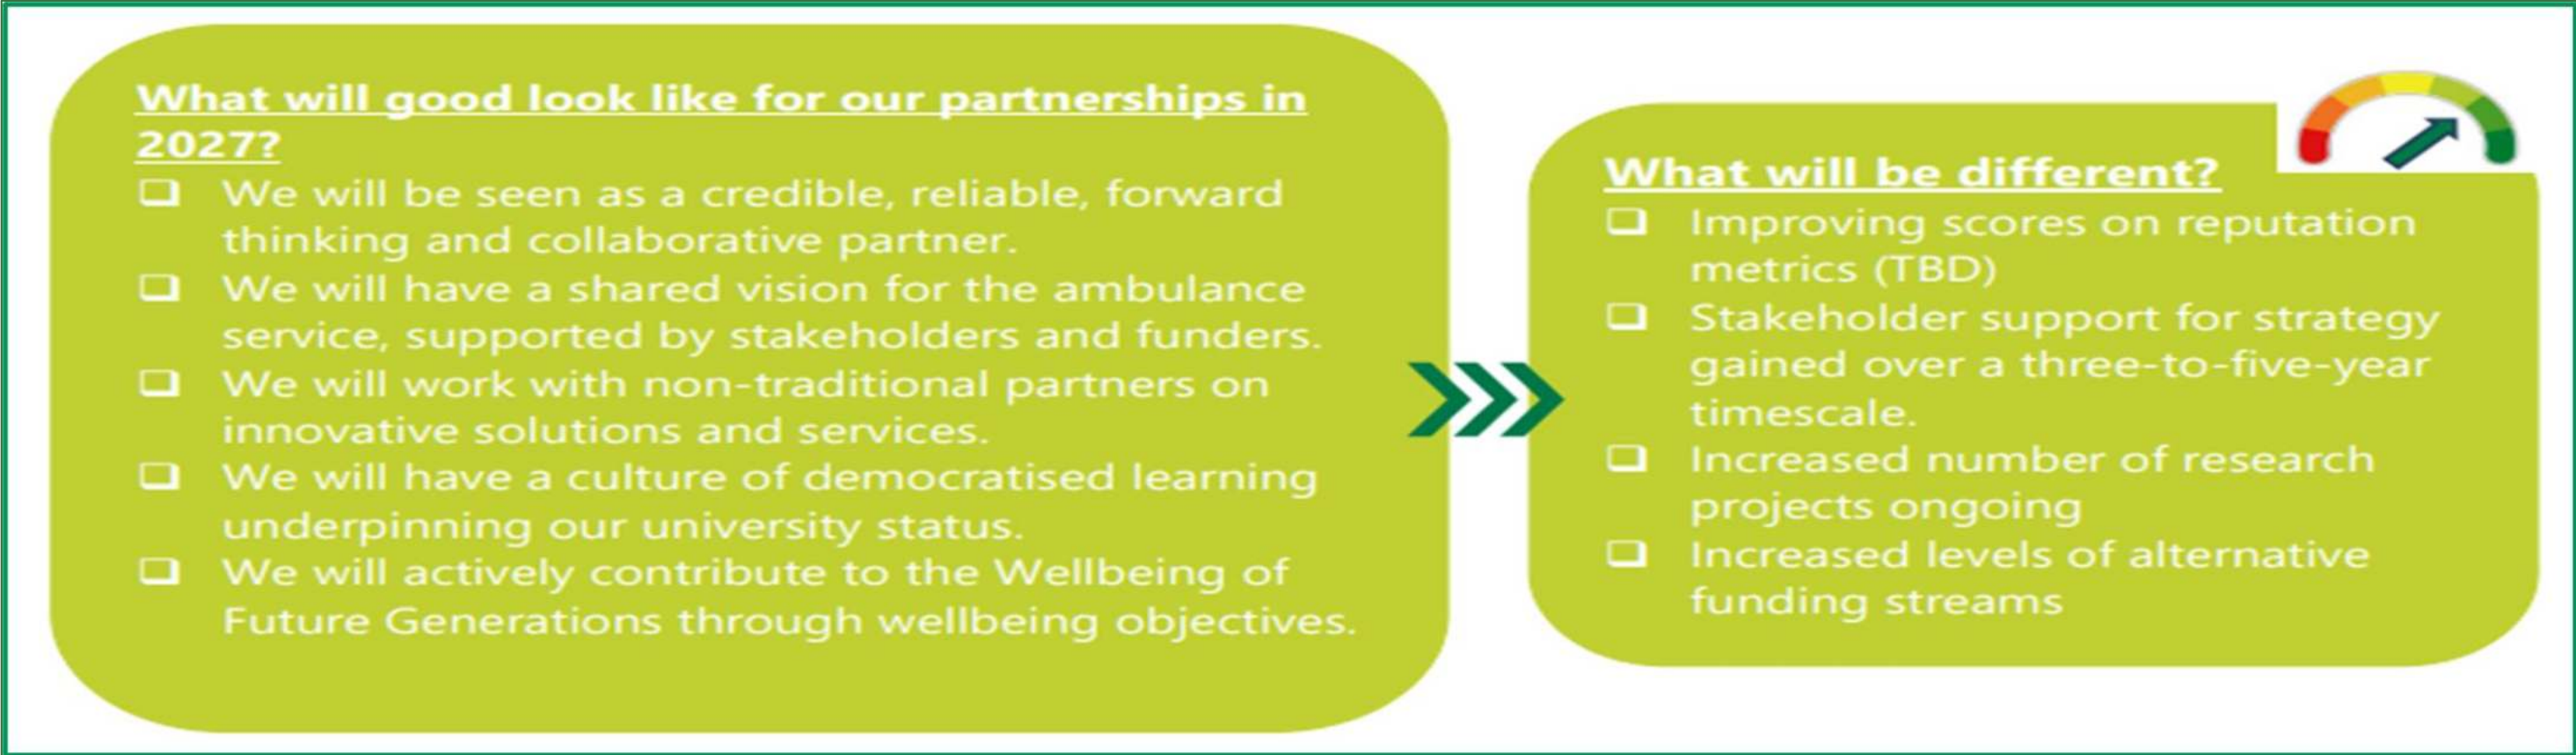 What will good look like for our partnerships in
2027?
❑ We will be seen as a credible, reliable, forward
thinking and collaborative partner.
❑ We will have a shared vision for the ambulance
service, supported by stakeholders and funders.
❑ We will work with non-traditional partners on
innovative solutions and services.
❑ We will have a culture of democratised learning
underpinning our university status.
❑ We will actively contribute to the Wellbeing of
Future Generations through wellbeing objectives.
What will be different?
❑ Improving scores on reputation
metrics (TBD)
❑ Stakeholder support for strategy
gained over a three-to-five-year
timescale.
❑ Increased number of research
projects ongoing
❑ Increased levels of alternative
funding streams